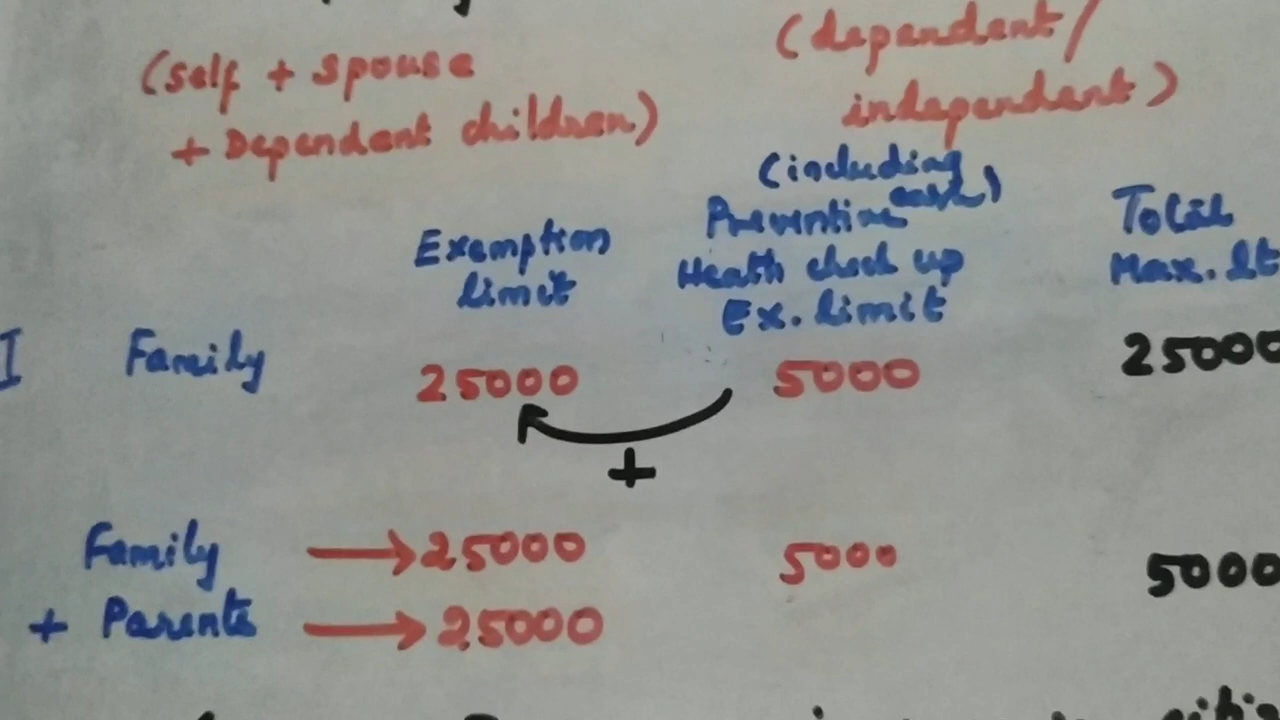 (self + spouse
+ Dependent children)
(dependent/
independent)
Exemption
limit
(including
Preventive cash)
Health check up
Ex. limit
Total
Max. lt
I Family 25000 5000 25000
+
Family → 25000 5000 5000
+ Parents → 25000